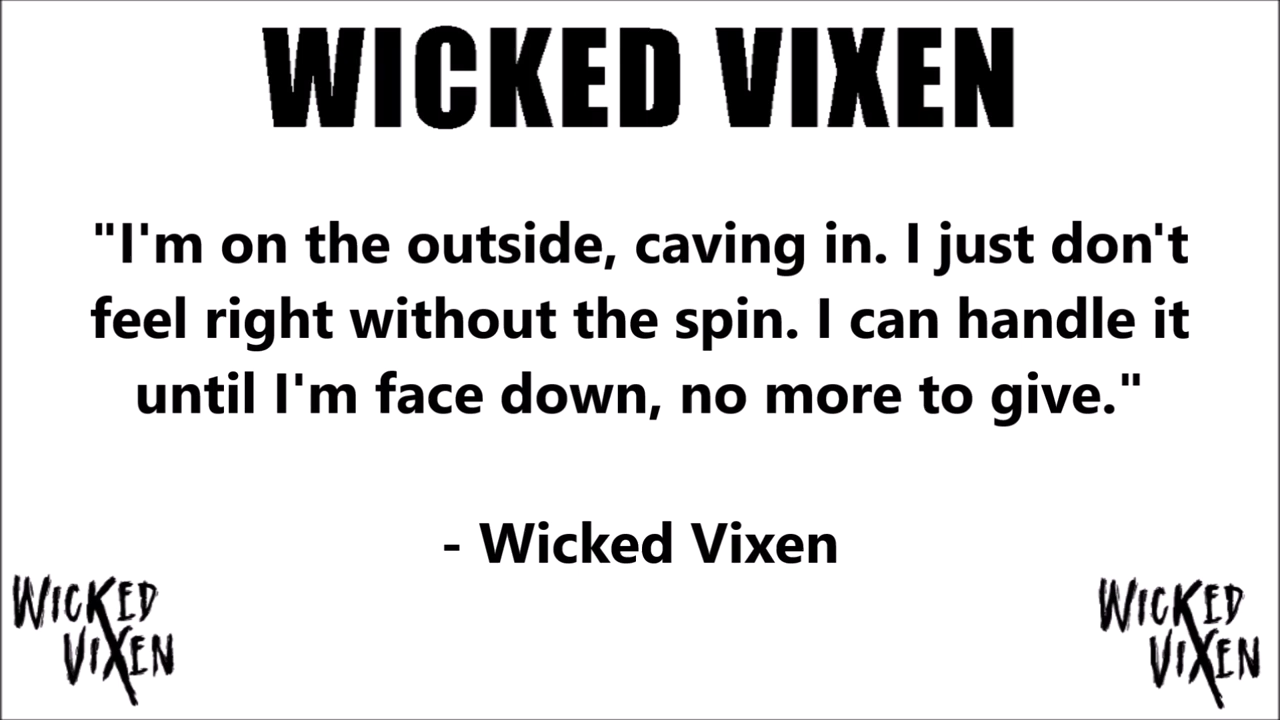 WICKED VIXEN
"I'm on the outside, caving in. I just don't
feel right without the spin. I can handle it
until I'm face down, no more to give."
- Wicked Vixen
WICKED
VIXEN
WICKED
VIXEN